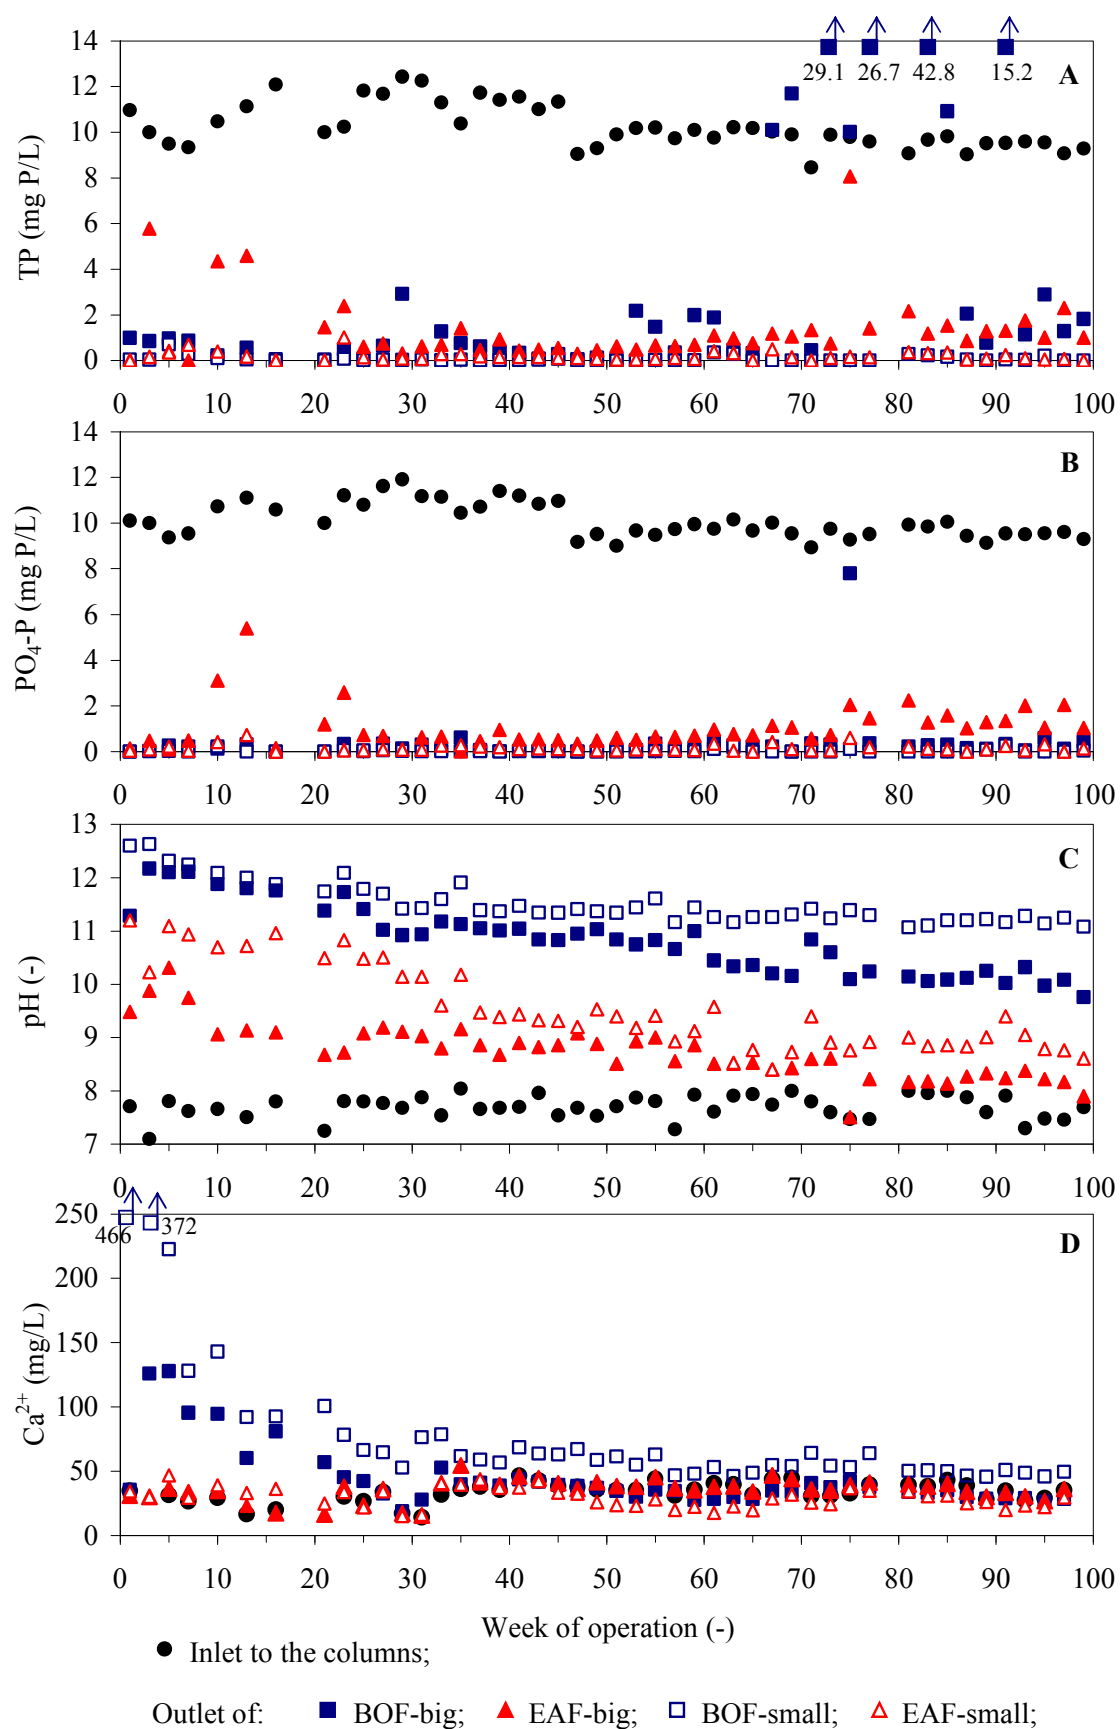 29.1 26.7 42.8 15.2
A
TP (mg P/L)
14
12
10
8
6
4
2
0
0 10 20 30 40 50 60 70 80 90 100
B
PO₄-P (mg P/L)
14
12
10
8
6
4
2
0
0 10 20 30 40 50 60 70 80 90 100
C
pH (-)
13
12
11
10
9
8
7
0 10 20 30 40 50 60 70 80 90 100
466 372
D
Ca²⁺ (mg/L)
250
200
150
100
50
0
0 10 20 30 40 50 60 70 80 90 100
Week of operation (-)
Inlet to the columns;
Outlet of: BOF-big; EAF-big; BOF-small; EAF-small;